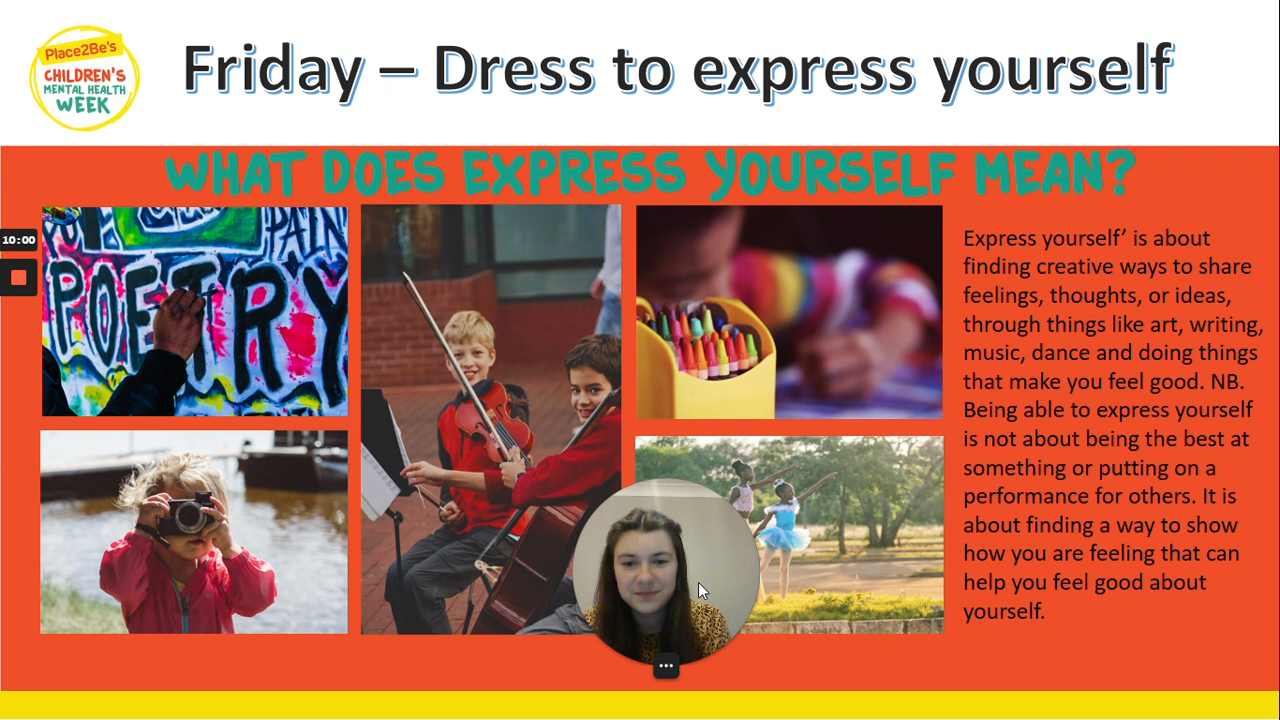 Place2Be's
CHILDREN'S
MENTAL HEALTH
WEEK
Friday – Dress to express yourself
WHAT DOES EXPRESS YOURSELF MEAN?
PAIN
POETRY
10:00
Express yourself’ is about
finding creative ways to share
feelings, thoughts, or ideas,
through things like art, writing,
music, dance and doing things
that make you feel good. NB.
Being able to express yourself
is not about being the best at
something or putting on a
performance for others. It is
about finding a way to show
how you are feeling that can
help you feel good about
yourself.